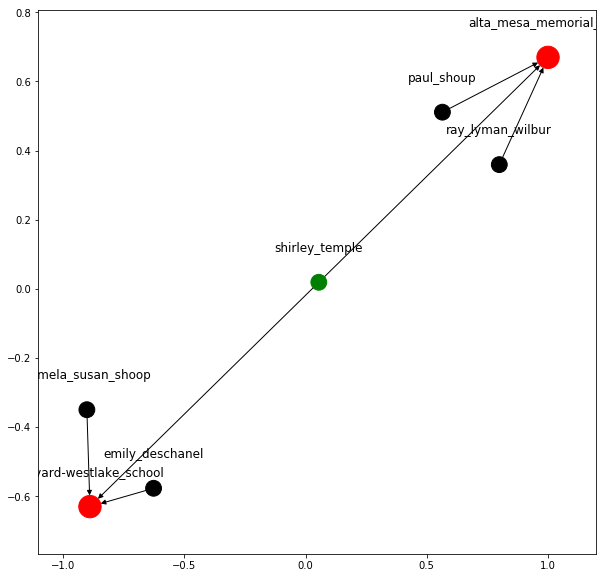 0.8
alta_mesa_memorial_
paul_shoup
0.6
ray_lyman_wilbur
0.4
0.2
shirley_temple
0.0
−0.2
mela_susan_shoop
−0.4
emily_deschanel
vard-westlake_school
−0.6
−1.0 −0.5 0.0 0.5 1.0